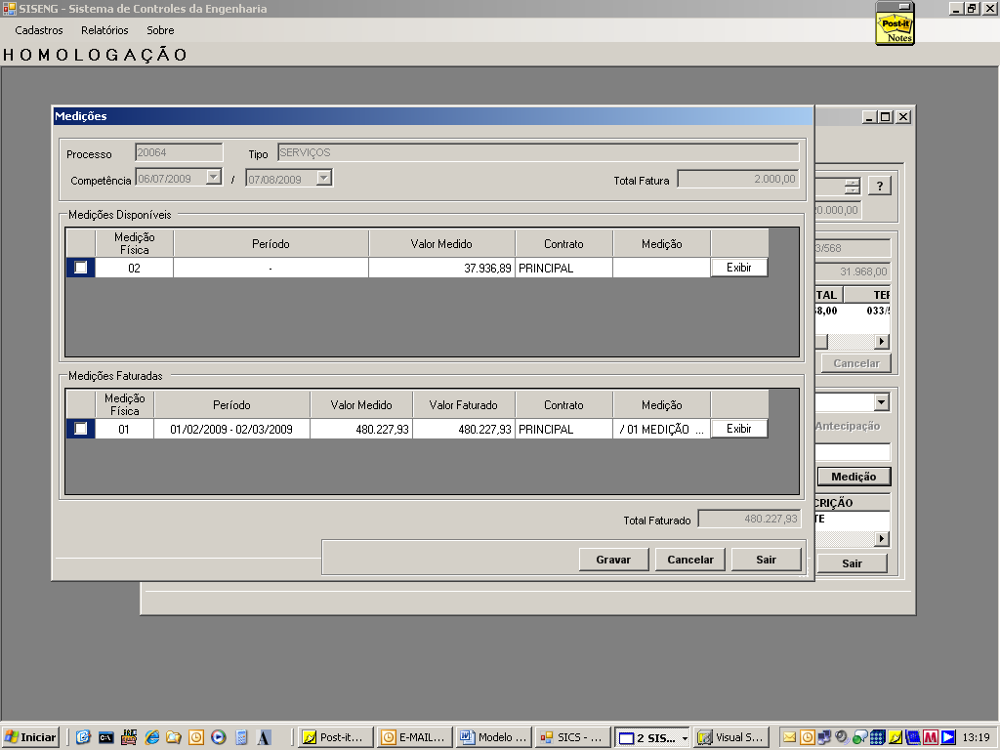 SISENG - Sistema de Controles da Engenharia
Cadastros Relatórios Sobre
Post-it Notes
HOMOLOGAÇÃO
Medições
Processo 20064 Tipo SERVIÇOS
Competência 06/07/2009 / 07/08/2009 Total Fatura 2.000,00
?
0.000,00
Medições Disponíveis
Medição Física Período Valor Medido Contrato Medição
02 - 37.936,89 PRINCIPAL Exibir
3/568
31.968,00
TAL TEF
68,00 033/5
Cancelar
Medições Faturadas
Medição Física Período Valor Medido Valor Faturado Contrato Medição
01 01/02/2009 - 02/03/2009 480.227,93 480.227,93 PRINCIPAL / 01 MEDIÇÃO ... Exibir
Antecipação
Medição
CRIÇÃO
TE
Total Faturado 480.227,93
Gravar Cancelar Sair
Sair
Iniciar Post-it... E-MAIL... Modelo ... SICS - ... 2 SIS... Visual S... 13:19